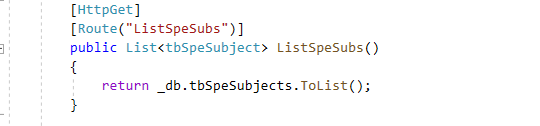 [HttpGet]
[Route("ListSpeSubs")]
public List<tbSpeSubject> ListSpeSubs()
{
return _db.tbSpeSubjects.ToList();
}